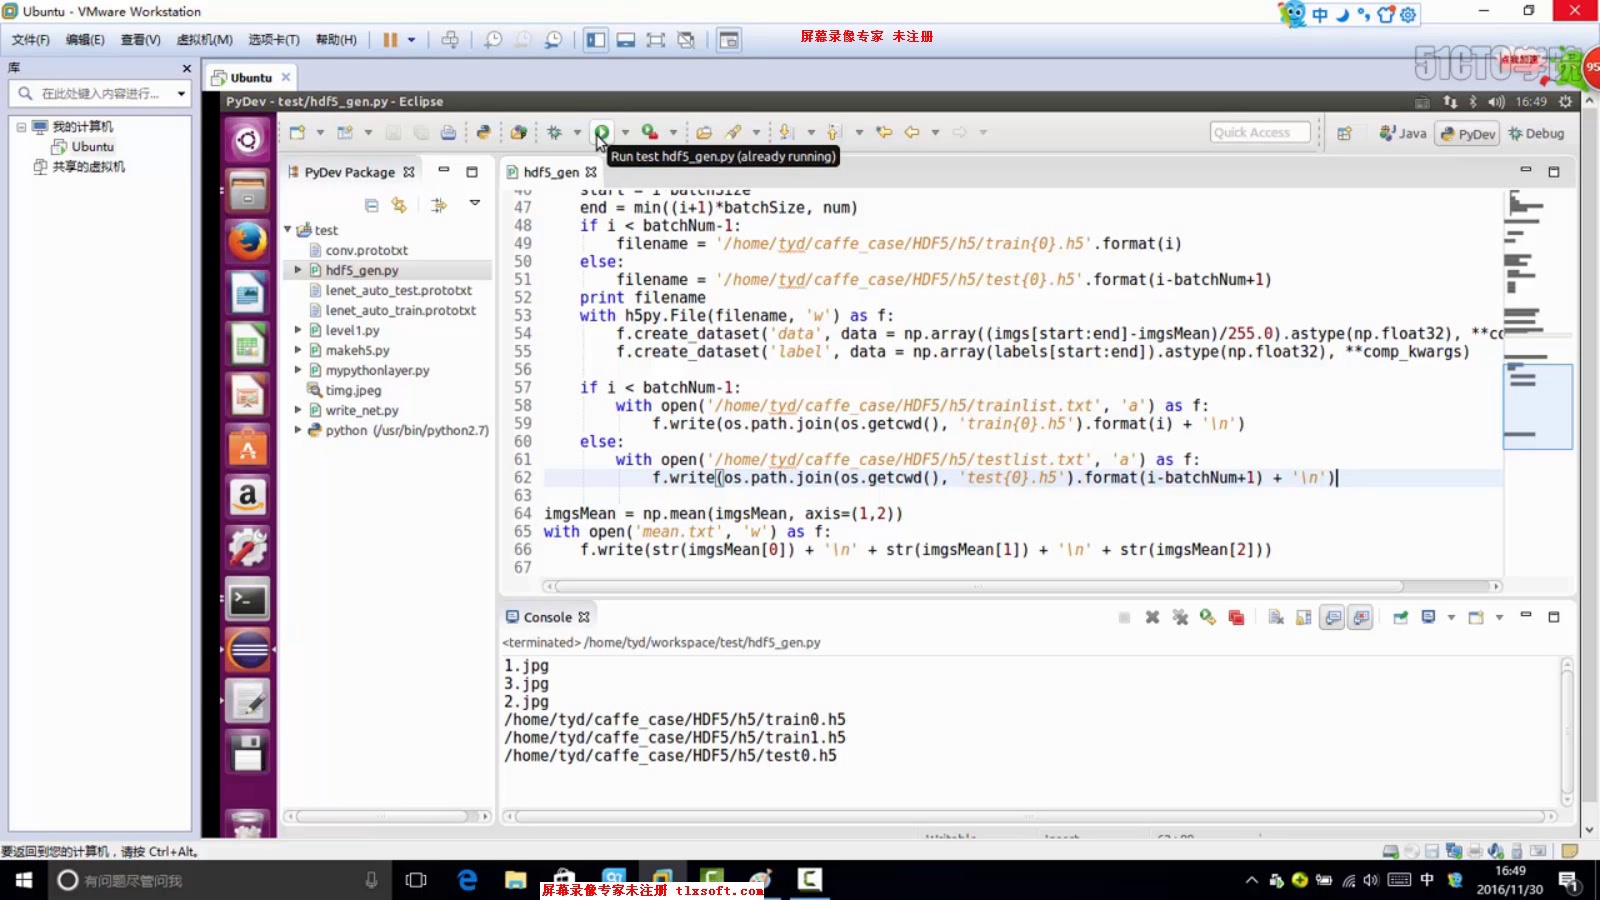 Ubuntu - VMware Workstation
中
文件(F) 编辑(E) 查看(V) 虚拟机(M) 选项卡(T) 帮助(H)
屏幕录像专家 未注册
51CTO学院
点我加速
95
库
Ubuntu
在此处键入内容进行...
我的计算机
Ubuntu
共享的虚拟机
PyDev - test/hdf5_gen.py - Eclipse
16:49
Quick Access
Java
PyDev
Debug
Run test hdf5_gen.py (already running)
PyDev Package
hdf5_gen
test
conv.prototxt
hdf5_gen.py
lenet_auto_test.prototxt
lenet_auto_train.prototxt
level1.py
makeh5.py
mypythonlayer.py
timg.jpeg
write_net.py
python (/usr/bin/python2.7)
46 start = i*batchSize
47 end = min((i+1)*batchSize, num)
48 if i < batchNum-1:
49 filename = '/home/tyd/caffe_case/HDF5/h5/train{0}.h5'.format(i)
50 else:
51 filename = '/home/tyd/caffe_case/HDF5/h5/test{0}.h5'.format(i-batchNum+1)
52 print filename
53 with h5py.File(filename, 'w') as f:
54 f.create_dataset('data', data = np.array((imgs[start:end]-imgsMean)/255.0).astype(np.float32), **co
55 f.create_dataset('label', data = np.array(labels[start:end]).astype(np.float32), **comp_kwargs)
56
57 if i < batchNum-1:
58 with open('/home/tyd/caffe_case/HDF5/h5/trainlist.txt', 'a') as f:
59 f.write(os.path.join(os.getcwd(), 'train{0}.h5').format(i) + '\n')
60 else:
61 with open('/home/tyd/caffe_case/HDF5/h5/testlist.txt', 'a') as f:
62 f.write(os.path.join(os.getcwd(), 'test{0}.h5').format(i-batchNum+1) + '\n')
63
64 imgsMean = np.mean(imgsMean, axis=(1,2))
65 with open('mean.txt', 'w') as f:
66 f.write(str(imgsMean[0]) + '\n' + str(imgsMean[1]) + '\n' + str(imgsMean[2]))
67
Console
<terminated> /home/tyd/workspace/test/hdf5_gen.py
1.jpg
3.jpg
2.jpg
/home/tyd/caffe_case/HDF5/h5/train0.h5
/home/tyd/caffe_case/HDF5/h5/train1.h5
/home/tyd/caffe_case/HDF5/h5/test0.h5
要返回到您的计算机，请按 Ctrl+Alt。
有问题尽管问我
屏幕录像专家未注册 tlxsoft.com
中
16:49
2016/11/30
1